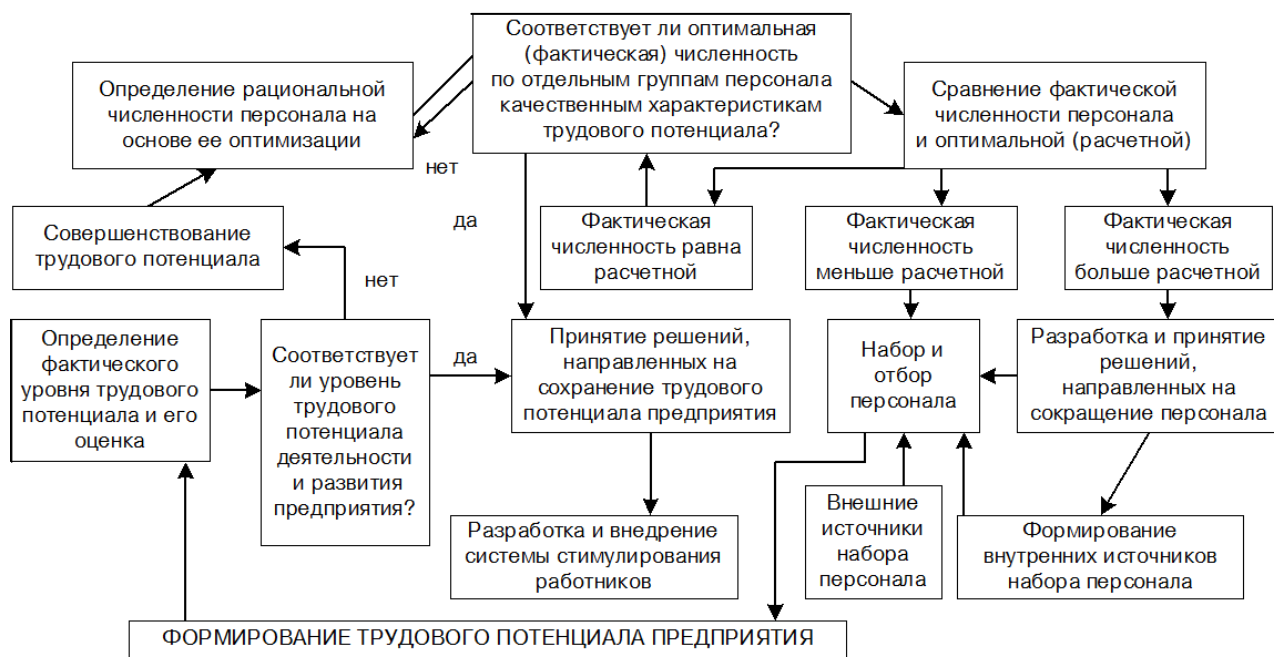 Соответствует ли оптимальная
(фактическая) численность
по отдельным группам персонала
качественным характеристикам
трудового потенциала?
Определение рациональной
численности персонала на
основе ее оптимизации
Сравнение фактической
численности персонала
и оптимальной (расчетной)
нет
да
Совершенствование
трудового потенциала
Фактическая
численность равна
расчетной
Фактическая
численность
меньше расчетной
Фактическая
численность
больше расчетной
нет
Определение
фактического
уровня трудового
потенциала и его
оценка
Соответствует
ли уровень
трудового
потенциала
деятельности
и развития
предприятия?
да
Принятие решений,
направленных на
сохранение трудового
потенциала предприятия
Набор и
отбор
персонала
Разработка и принятие
решений,
направленных на
сокращение персонала
Разработка и внедрение
системы стимулирования
работников
Внешние
источники
набора
персонала
Формирование
внутренних источников
набора персонала
ФОРМИРОВАНИЕ ТРУДОВОГО ПОТЕНЦИАЛА ПРЕДПРИЯТИЯ